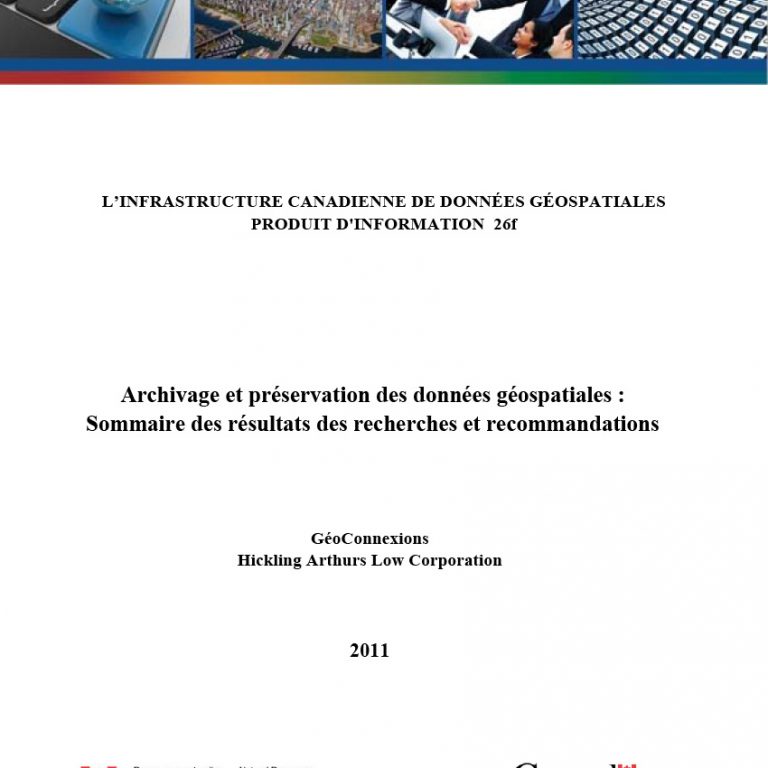 L’INFRASTRUCTURE CANADIENNE DE DONNÉES GÉOSPATIALES
PRODUIT D'INFORMATION 26f
Archivage et préservation des données géospatiales :
Sommaire des résultats des recherches et recommandations
GéoConnexions
Hickling Arthurs Low Corporation
2011